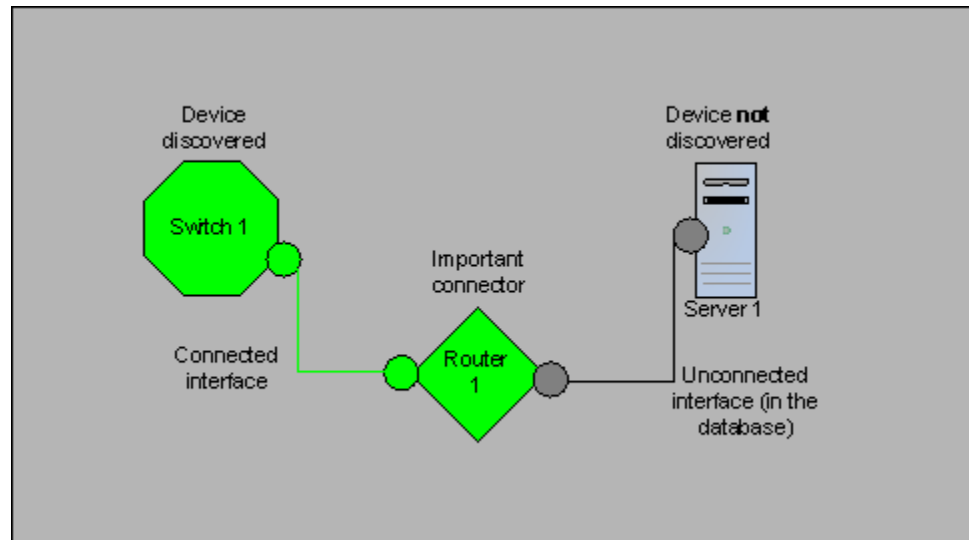 Device
discovered
Switch 1
Connected
interface
Important
connector
Router
1
Device not
discovered
Server 1
Unconnected
interface (in the
database)